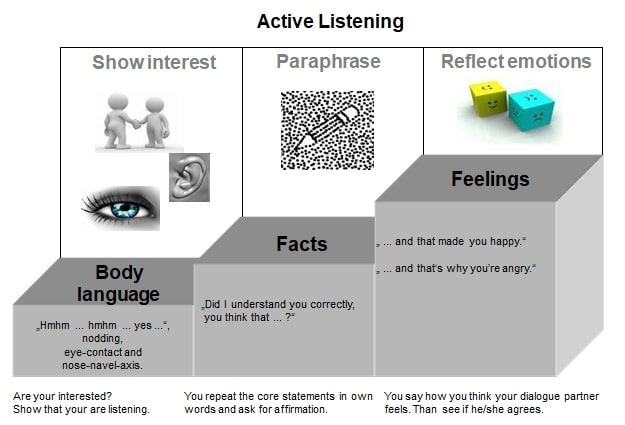 Active Listening
Show interest
Paraphrase
Reflect emotions
Body
language
„Hmhm ... hmhm ... yes ...“,
nodding,
eye-contact and
nose-navel-axis.
Are your interested?
Show that your are listening.
Facts
„Did I understand you correctly,
you think that ... ?“
You repeat the core statements in own
words and ask for affirmation.
Feelings
„ ... and that made you happy.“
„ ... and that‘s why you’re angry.“
You say how you think your dialogue partner
feels. Than see if he/she agrees.